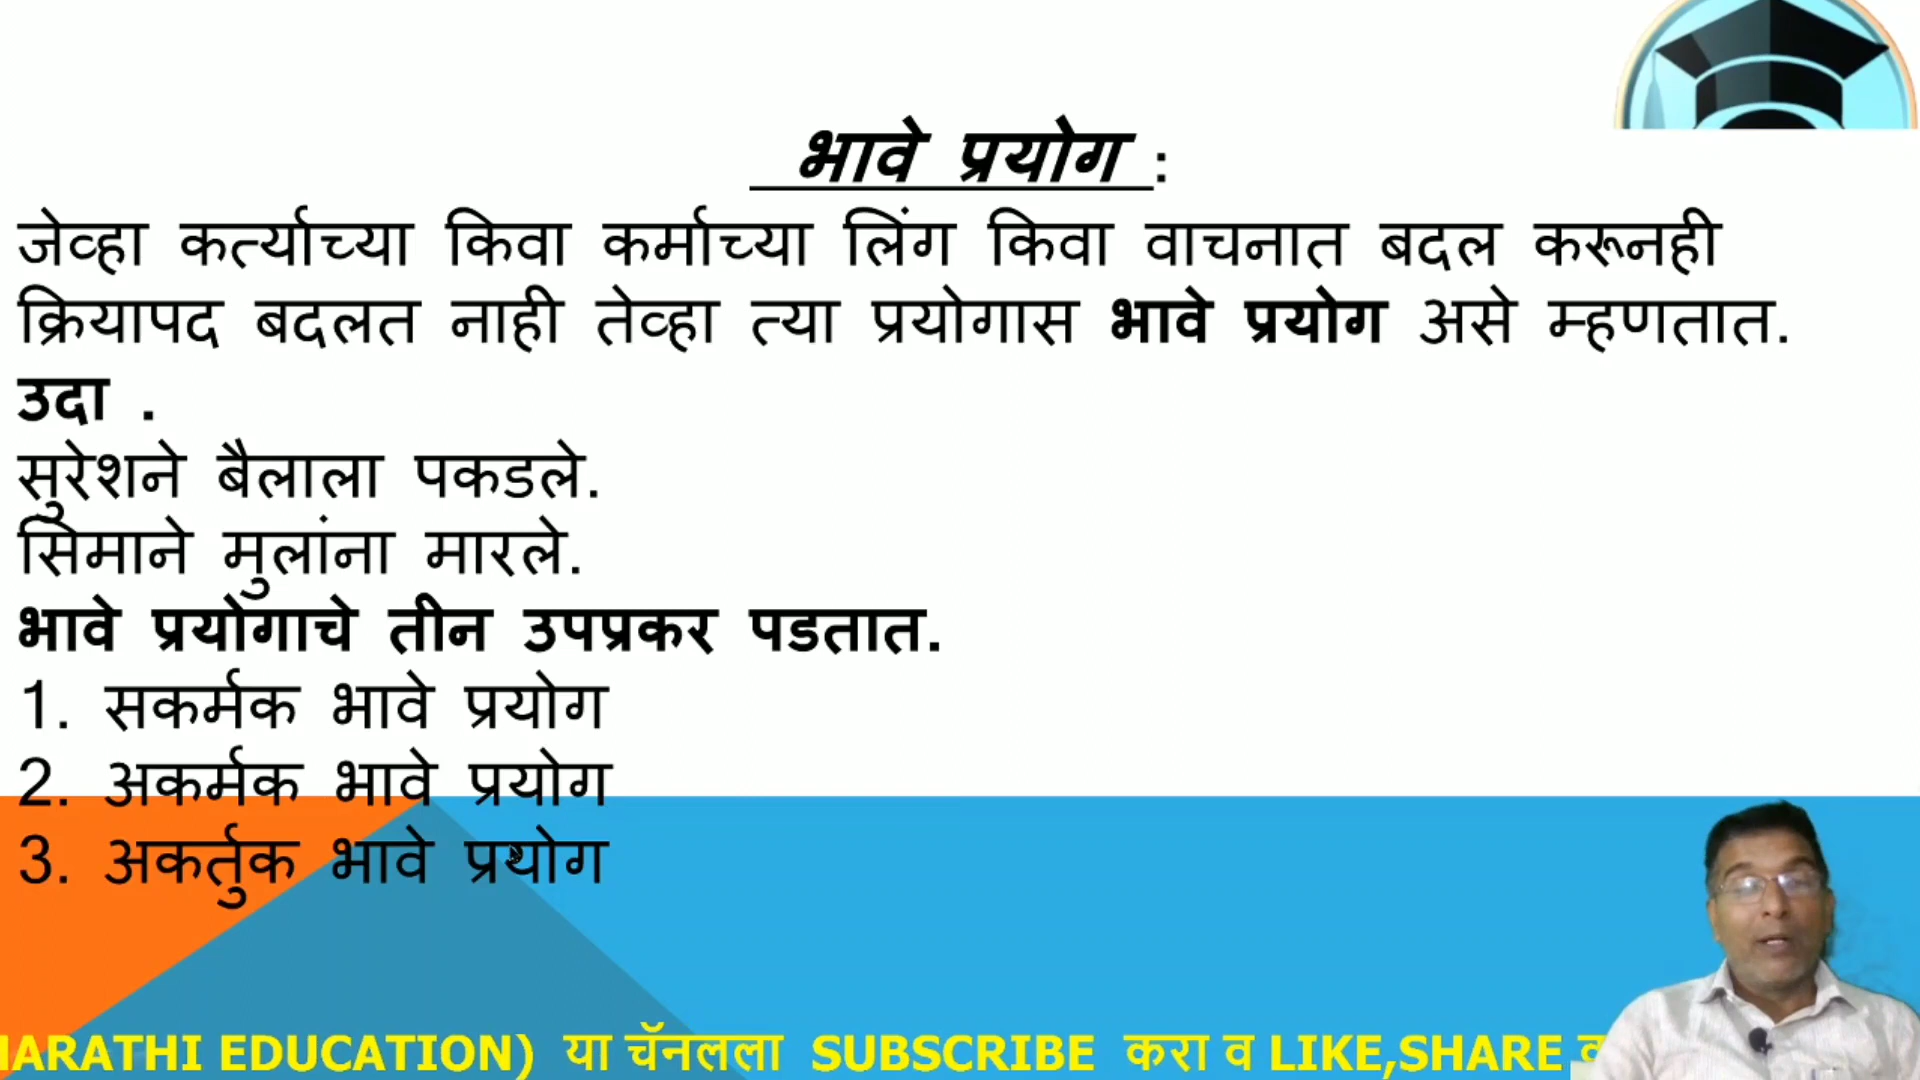 भावे प्रयोग :
जेव्हा कर्त्याच्या किवा कर्माच्या लिंग किवा वाचनात बदल करूनही
क्रियापद बदलत नाही तेव्हा त्या प्रयोगास भावे प्रयोग असे म्हणतात.
उदा .
सुरेशने बैलाला पकडले.
सिमाने मुलांना मारले.
भावे प्रयोगाचे तीन उपप्रकर पडतात.
1. सकर्मक भावे प्रयोग
2. अकर्मक भावे प्रयोग
3. अकर्तुक भावे प्रयोग
ARATHI EDUCATION) या चॅनलला SUBSCRIBE करा व LIKE,SHARE